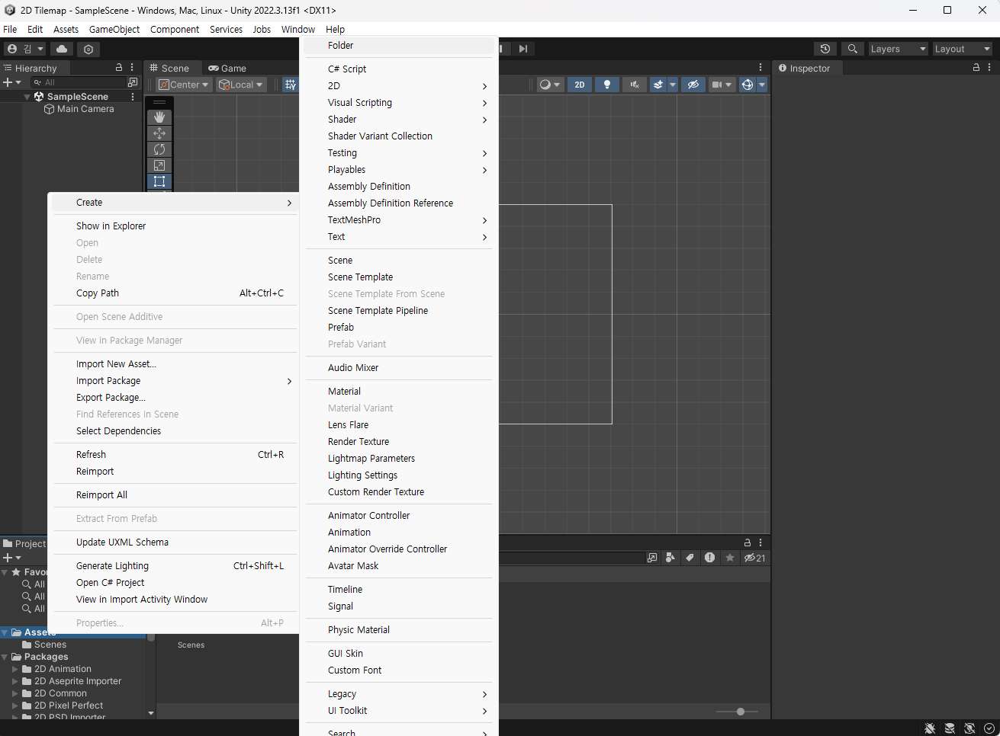 2D Tilemap - SampleScene - Windows, Mac, Linux - Unity 2022.3.13f1 <DX11>
File Edit Assets GameObject Component Services Jobs Window Help
김 Layers Layout
Hierarchy
All
SampleScene
Main Camera
Scene Game
Center Local 2D
Inspector
Create
Show in Explorer
Open
Delete
Rename
Copy Path Alt+Ctrl+C
Open Scene Additive
View in Package Manager
Import New Asset...
Import Package
Export Package...
Find References In Scene
Select Dependencies
Refresh Ctrl+R
Reimport
Reimport All
Extract From Prefab
Update UXML Schema
Generate Lighting Ctrl+Shift+L
Open C# Project
View in Import Activity Window
Properties... Alt+P
Folder
C# Script
2D
Visual Scripting
Shader
Shader Variant Collection
Testing
Playables
Assembly Definition
Assembly Definition Reference
TextMeshPro
Text
Scene
Scene Template
Scene Template From Scene
Scene Template Pipeline
Prefab
Prefab Variant
Audio Mixer
Material
Material Variant
Lens Flare
Render Texture
Lightmap Parameters
Lighting Settings
Custom Render Texture
Animator Controller
Animation
Animator Override Controller
Avatar Mask
Timeline
Signal
Physic Material
GUI Skin
Custom Font
Legacy
UI Toolkit
Search
Project
21
Favor
All
All
All
Assets
Scenes
Packages
2D Animation
2D Aseprite Importer
2D Common
2D Pixel Perfect
2D PSD Importer
Scenes